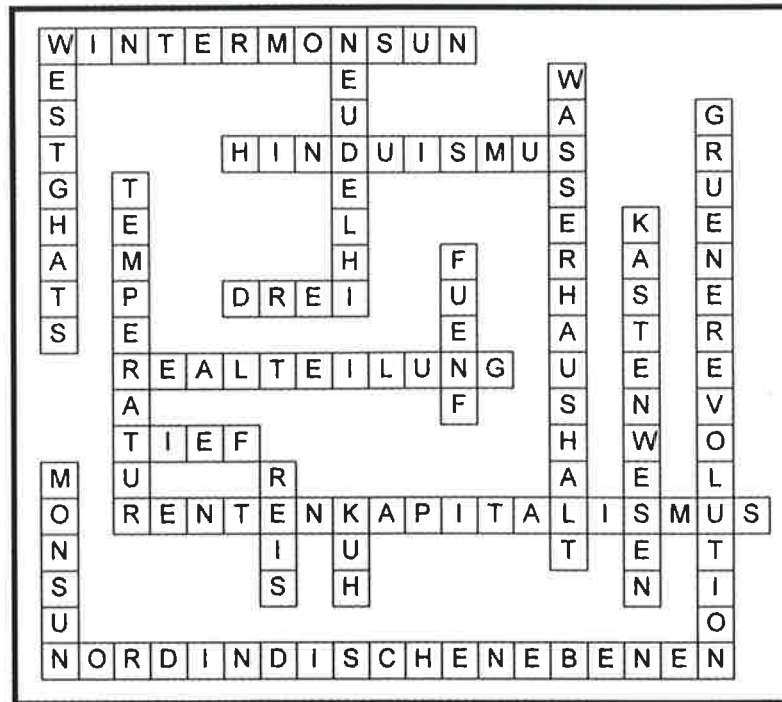 WINTERMONSUN
WESTGHATS
NEUDELHI
WASSERHAUSHALT
GRUENEREVOLUTION
HINDUISMUS
TEMPERATUR
KASTENWESEN
FUENF
DREI
REALTEILUNG
TIEF
MONSUN
REIS
RENTENKAPITALISMUS
KUH
NORDINDISCHENEBENEN